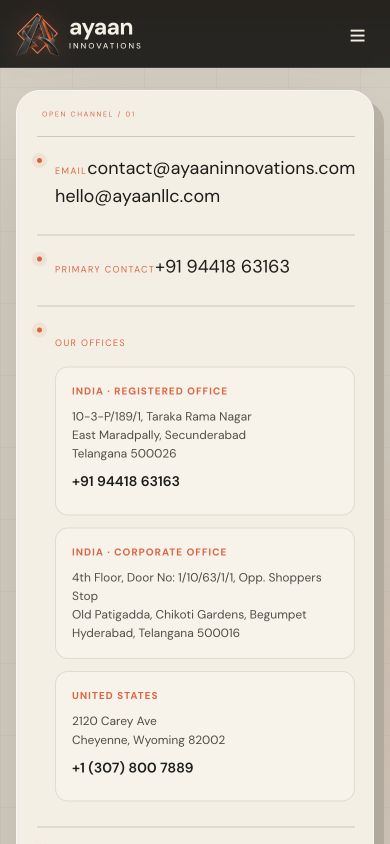 ayaan
INNOVATIONS
OPEN CHANNEL / 01
EMAIL contact@ayaaninnovations.com
hello@ayaanllc.com
PRIMARY CONTACT +91 94418 63163
OUR OFFICES
INDIA · REGISTERED OFFICE
10-3-P/189/1, Taraka Rama Nagar
East Maradpally, Secunderabad
Telangana 500026
+91 94418 63163
INDIA · CORPORATE OFFICE
4th Floor, Door No: 1/10/63/1/1, Opp. Shoppers
Stop
Old Patigadda, Chikoti Gardens, Begumpet
Hyderabad, Telangana 500016
UNITED STATES
2120 Carey Ave
Cheyenne, Wyoming 82002
+1 (307) 800 7889